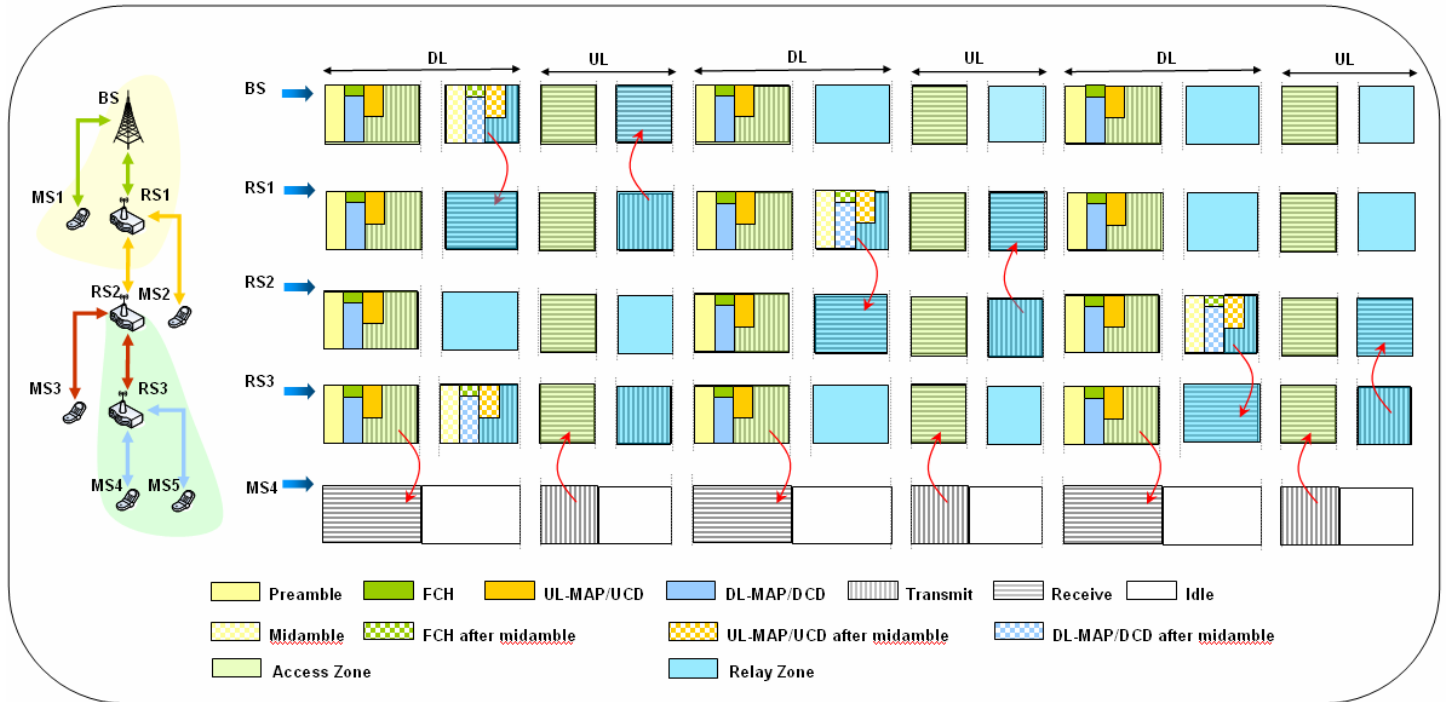 DL UL DL UL DL UL
BS
BS
MS1
RS1
RS1
RS2
RS2 MS2
MS3
RS3
RS3
MS4 MS5
MS4
Preamble FCH UL-MAP/UCD DL-MAP/DCD Transmit Receive Idle
Midamble FCH after midamble UL-MAP/UCD after midamble DL-MAP/DCD after midamble
Access Zone Relay Zone